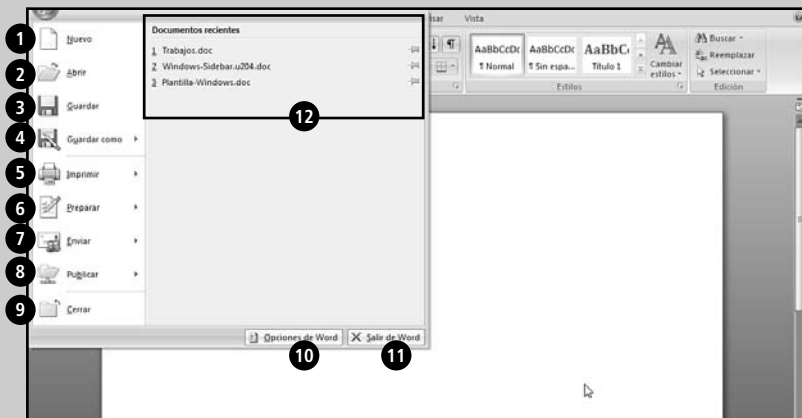 isar Vista
1 Nuevo
2 Abrir
3 Guardar
4 Guardar como
5 Imprimir
6 Preparar
7 Enviar
8 Publicar
9 Cerrar
Documentos recientes
1 Trabajos.doc
2 Windows-Sidebar.u204.doc
3 Plantilla-Windows.doc
12
Opciones de Word
Salir de Word
10
11
AaBbCcDc
¶ Normal
AaBbCcDc
¶ Sin espa...
AaBbC
Título 1
Cambiar
estilos
Estilos
Buscar
Reemplazar
Seleccionar
Edición